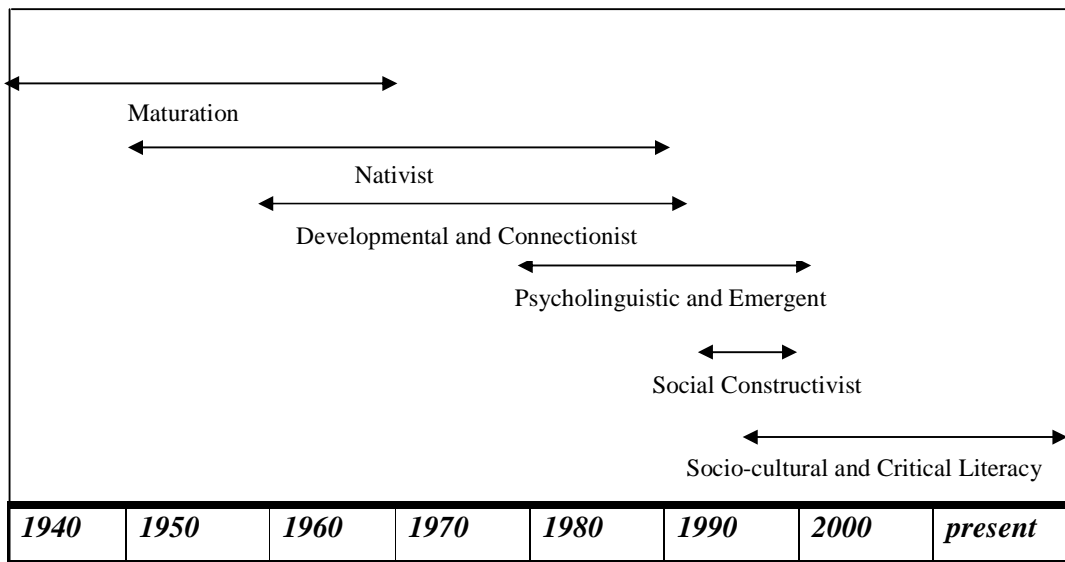 Maturation
Nativist
Developmental and Connectionist
Psycholinguistic and Emergent
Social Constructivist
Socio-cultural and Critical Literacy
1940 1950 1960 1970 1980 1990 2000 present